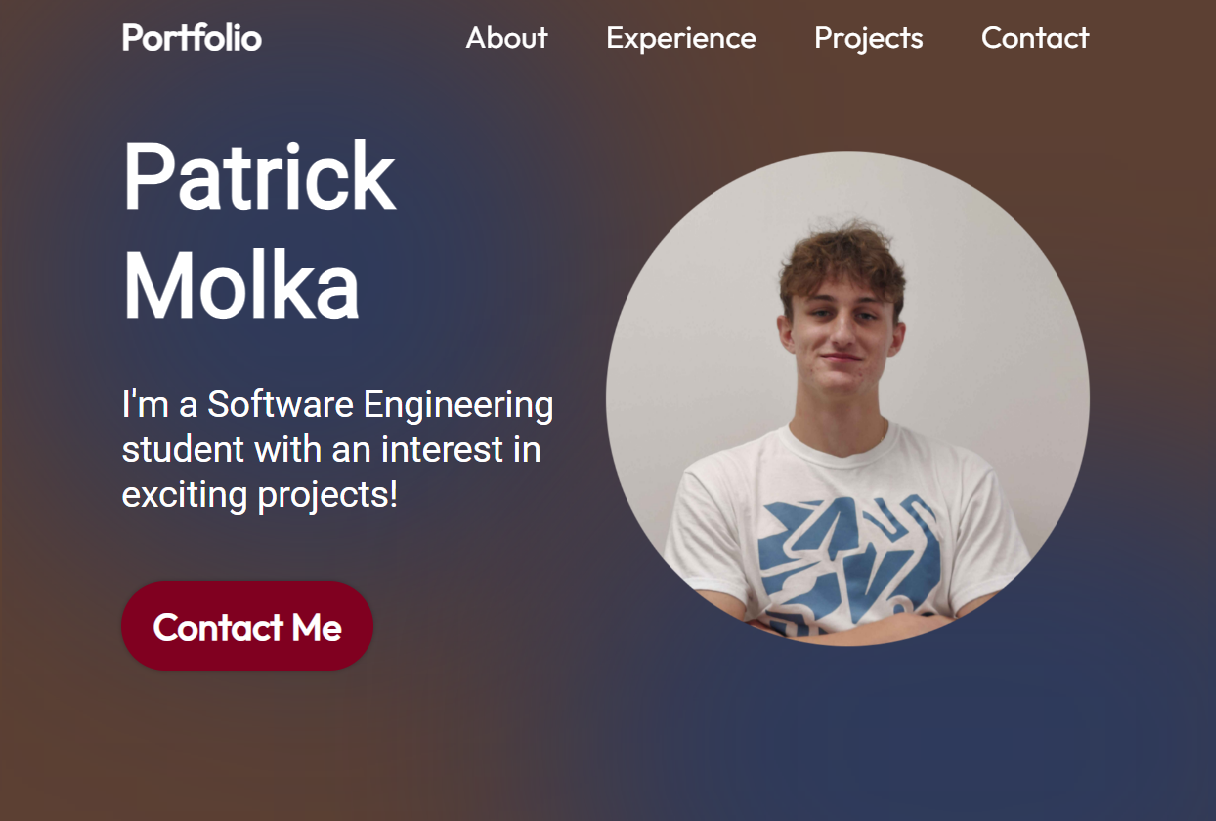 Portfolio About Experience Projects Contact
Patrick
Molka
I'm a Software Engineering
student with an interest in
exciting projects!
Contact Me